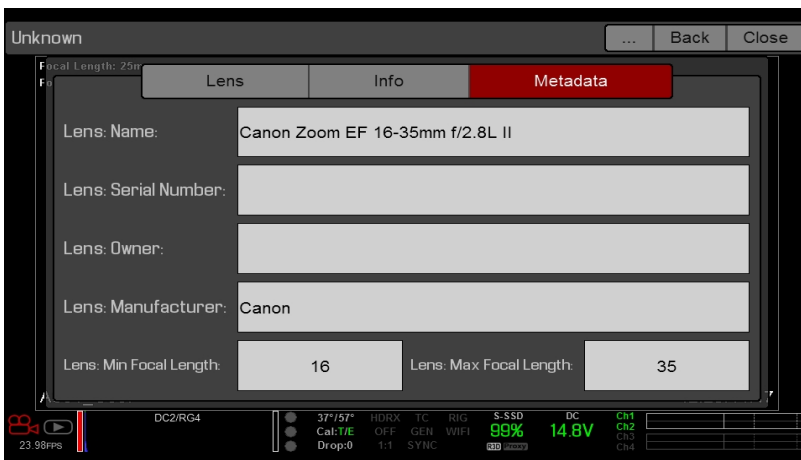 Unknown
... Back Close
Focal Length: 25m
Fo
Lens Info Metadata
Lens: Name: Canon Zoom EF 16-35mm f/2.8L II
Lens: Serial Number:
Lens: Owner:
Lens: Manufacturer: Canon
Lens: Min Focal Length: 16 Lens: Max Focal Length: 35
DC2/RG4 37°/57° HDRX TC RIG S-SSD DC Ch1
Cal:T/E OFF GEN WIFI 99% 14.8V Ch2
23.98FPS Drop:0 1:1 SYNC R3D Proxy Ch3
Ch4